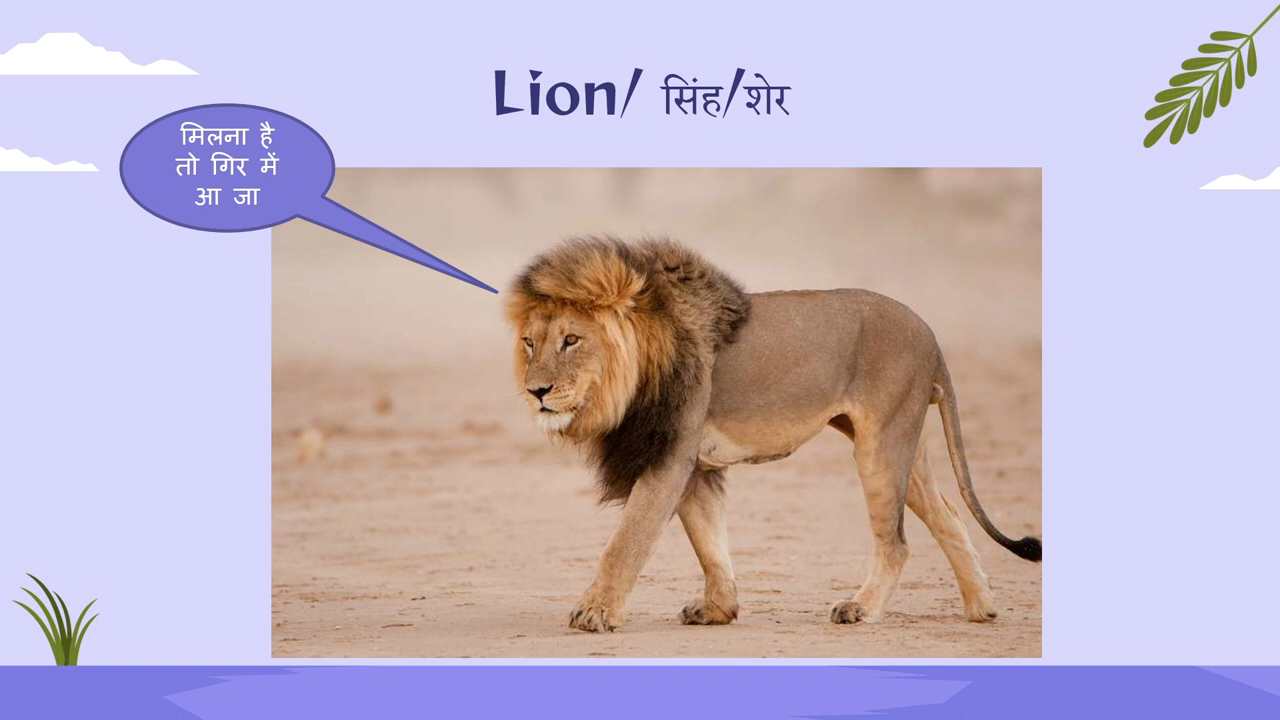 Lion/ सिंह/शेर
मिलना है
तो गिर में
आ जा